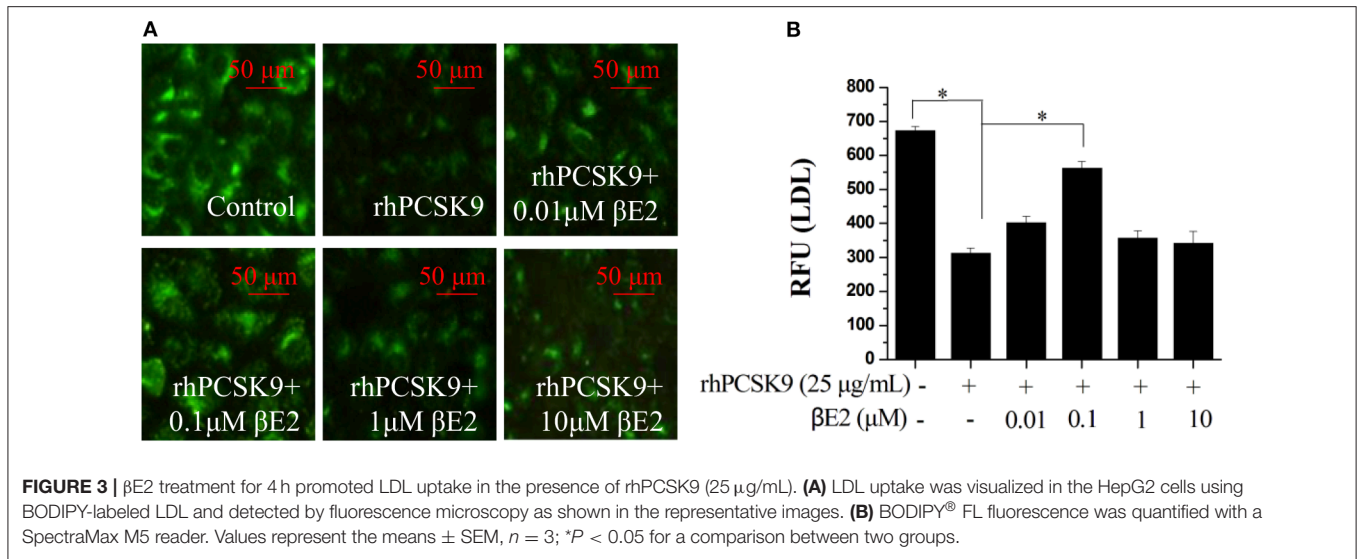 A
50 μm 50 μm 50 μm
Control rhPCSK9 rhPCSK9+
0.01μM βE2
50 μm 50 μm 50 μm
rhPCSK9+ rhPCSK9+ rhPCSK9+
0.1μM βE2 1μM βE2 10μM βE2
B
800
700
600
500
400
300
200
100
0
RFU (LDL)
* *
rhPCSK9 (25 μg/mL) - + + + + +
βE2 (μM) - - 0.01 0.1 1 10
FIGURE 3 | βE2 treatment for 4 h promoted LDL uptake in the presence of rhPCSK9 (25 μg/mL). (A) LDL uptake was visualized in the HepG2 cells using
BODIPY-labeled LDL and detected by fluorescence microscopy as shown in the representative images. (B) BODIPY® FL fluorescence was quantified with a
SpectraMax M5 reader. Values represent the means ± SEM, n = 3; *P < 0.05 for a comparison between two groups.